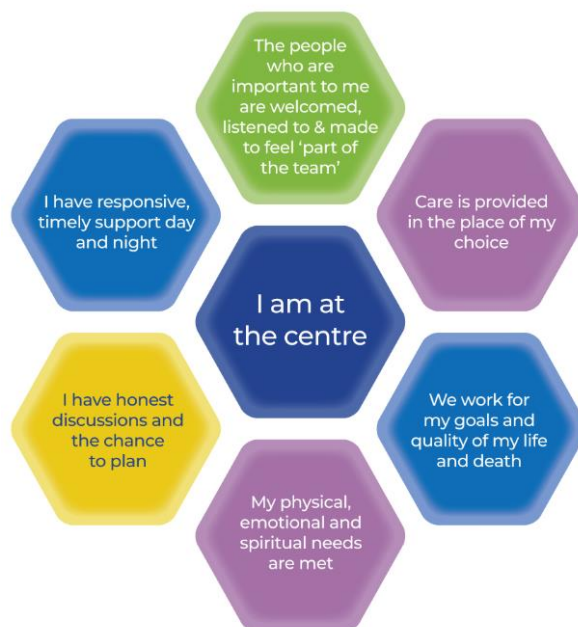 The people
who are
important to me
are welcomed,
listened to & made
to feel ‘part of
the team’
I have responsive,
timely support day
and night
Care is provided
in the place of my
choice
I am at
the centre
I have honest
discussions and
the chance
to plan
We work for
my goals and
quality of my life
and death
My physical,
emotional and
spiritual needs
are met